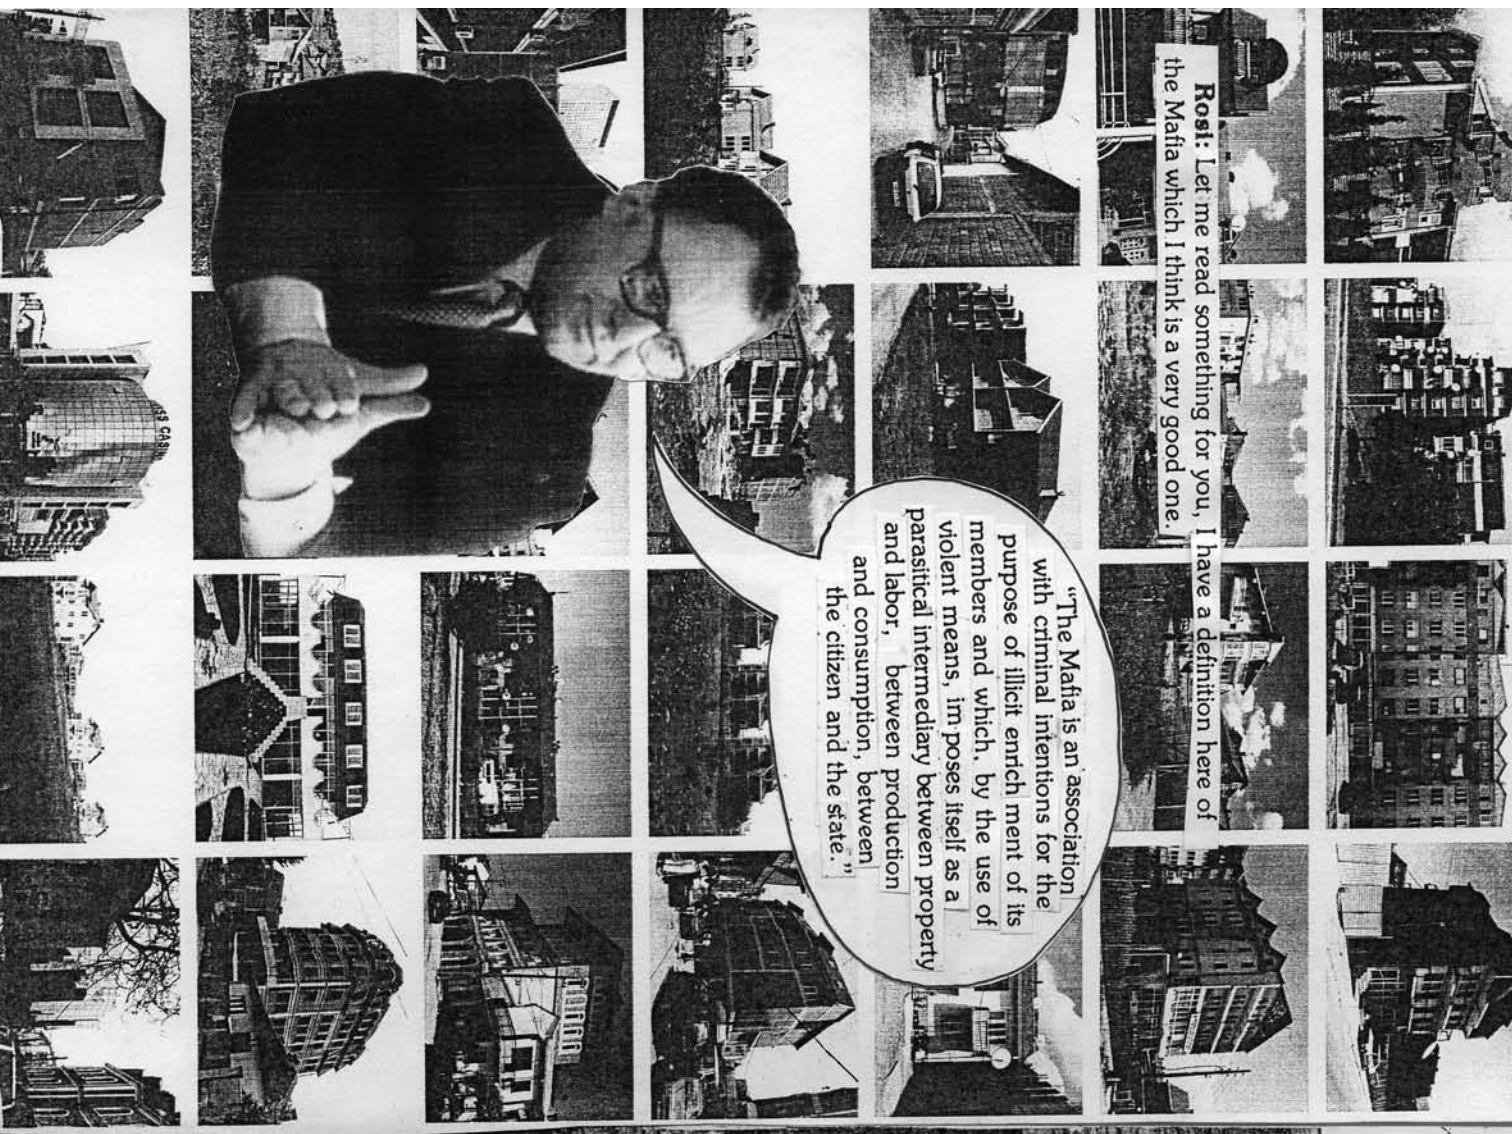 Rosi: Let me read something for you, I have a definition here of
the Mafia which I think is a very good one.
“The Mafia is an association
with criminal intentions for the
purpose of illicit enrich ment of its
members and which, by the use of
violent means, im poses itself as a
parasitical intermediary between property
and labor, between production
and consumption, between
the citizen and the state.”